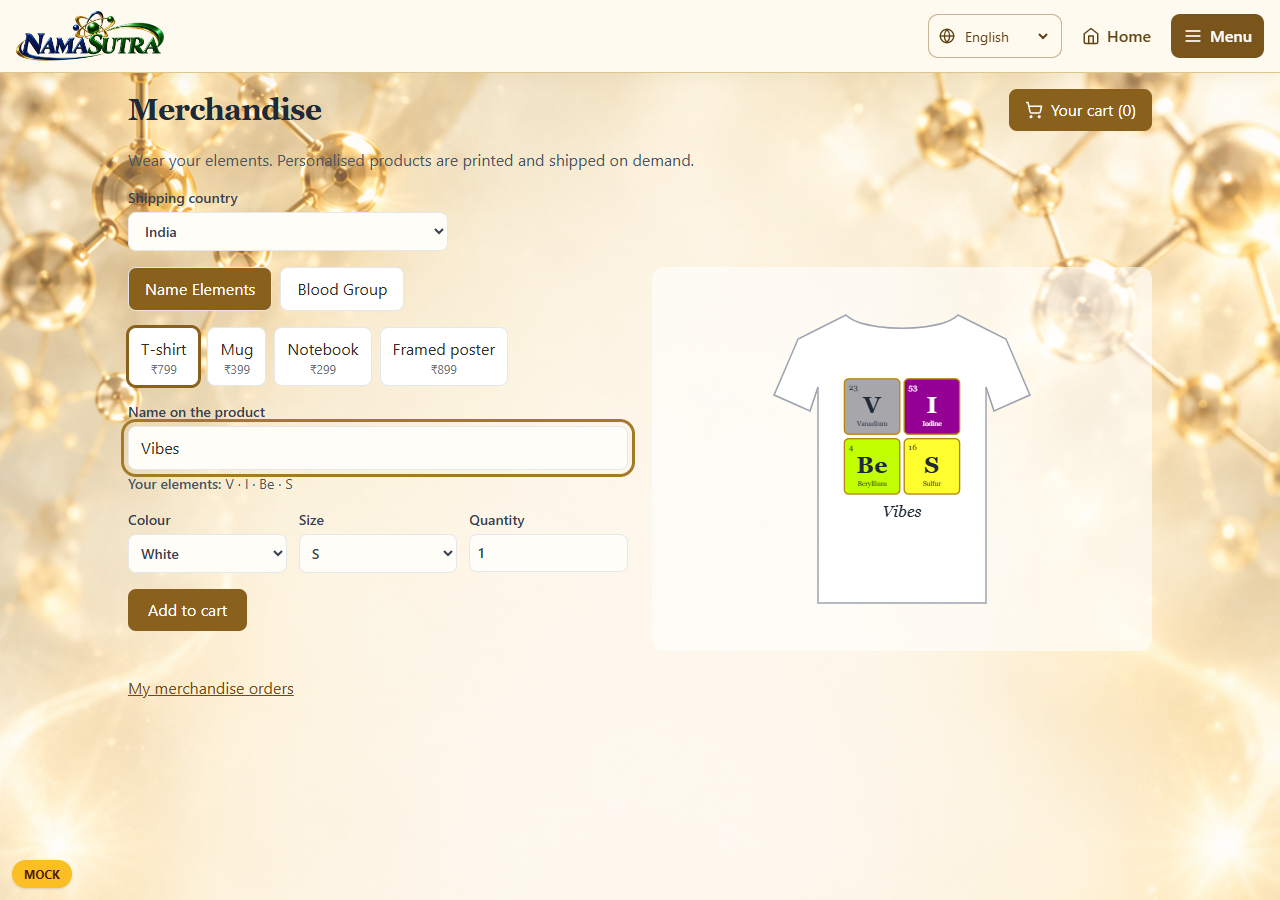 NAMASUTRA
English
Home
Menu
Merchandise
Your cart (0)
Wear your elements. Personalised products are printed and shipped on demand.
Shipping country
India
Name Elements
Blood Group
T-shirt
₹799
Mug
₹399
Notebook
₹299
Framed poster
₹899
Name on the product
Vibes
Your elements: V · I · Be · S
Colour
Size
Quantity
White
S
1
Add to cart
My merchandise orders
23
V
Vanadium
53
I
Iodine
4
Be
Beryllium
16
S
Sulfur
Vibes
MOCK